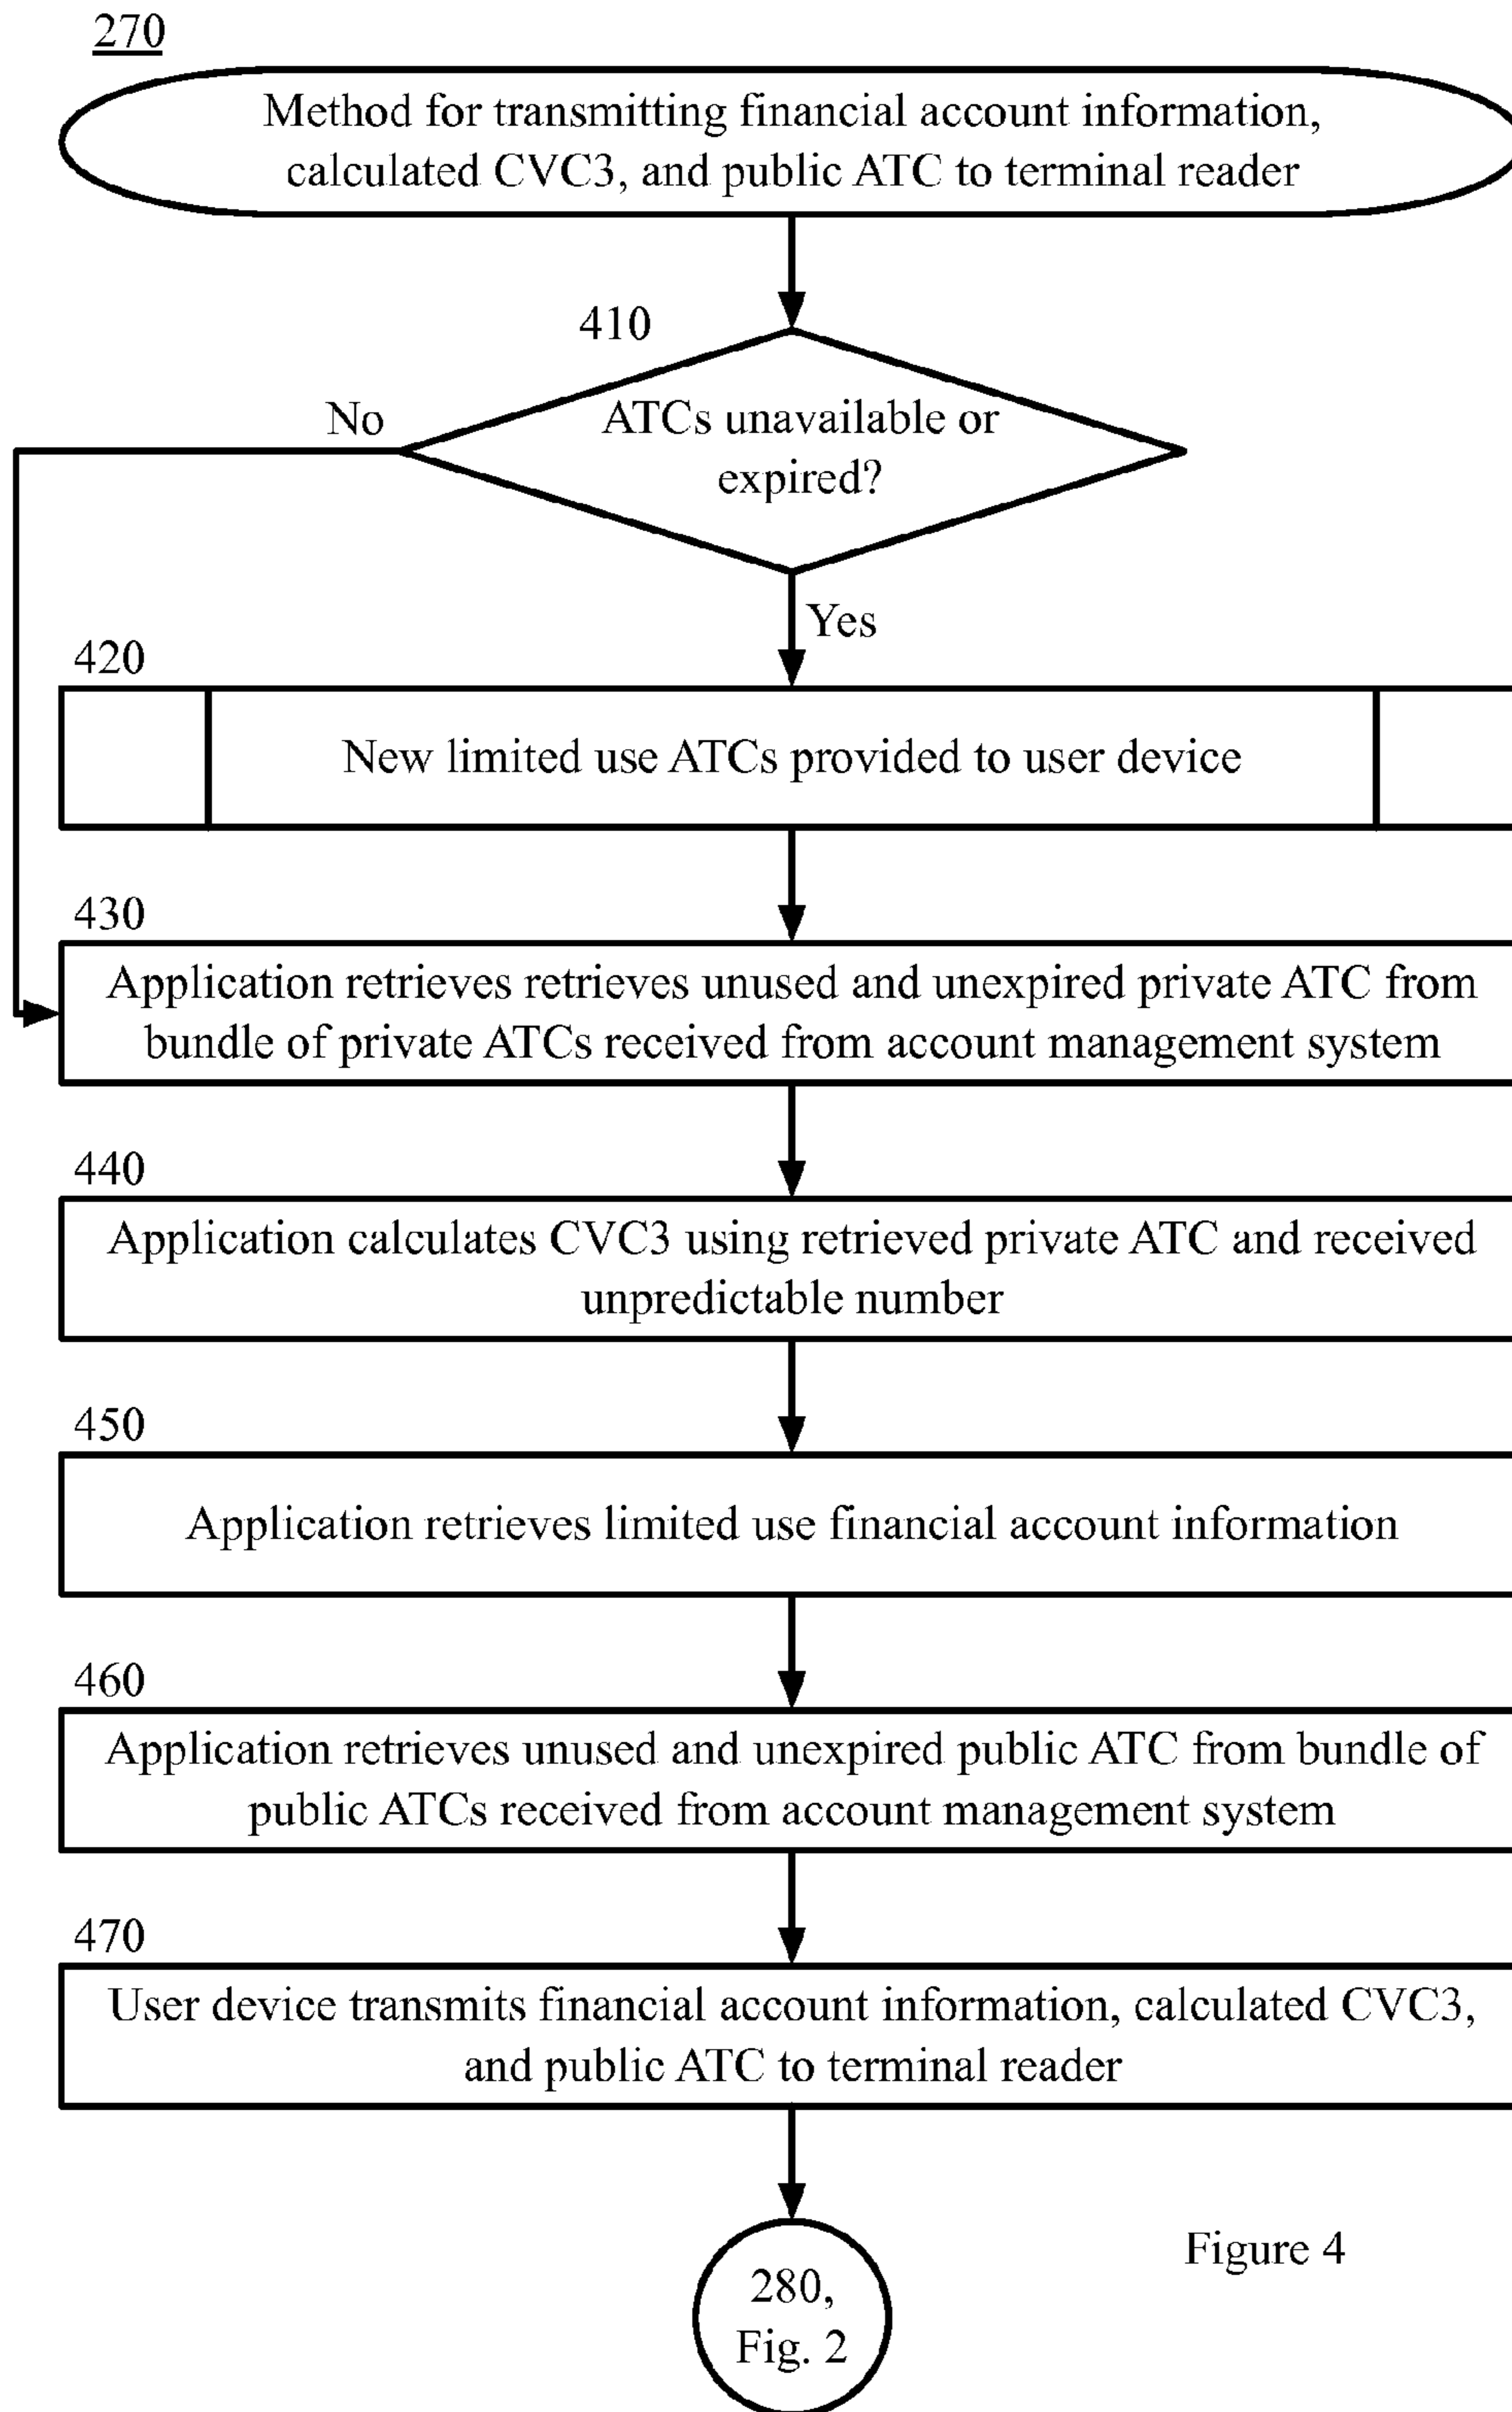 270
Method for transmitting financial account information,
calculated CVC3, and public ATC to terminal reader
410
No
ATCs unavailable or
expired?
Yes
420
New limited use ATCs provided to user device
430
Application retrieves retrieves unused and unexpired private ATC from
bundle of private ATCs received from account management system
440
Application calculates CVC3 using retrieved private ATC and received
unpredictable number
450
Application retrieves limited use financial account information
460
Application retrieves unused and unexpired public ATC from bundle of
public ATCs received from account management system
470
User device transmits financial account information, calculated CVC3,
and public ATC to terminal reader
Figure 4
280,
Fig. 2